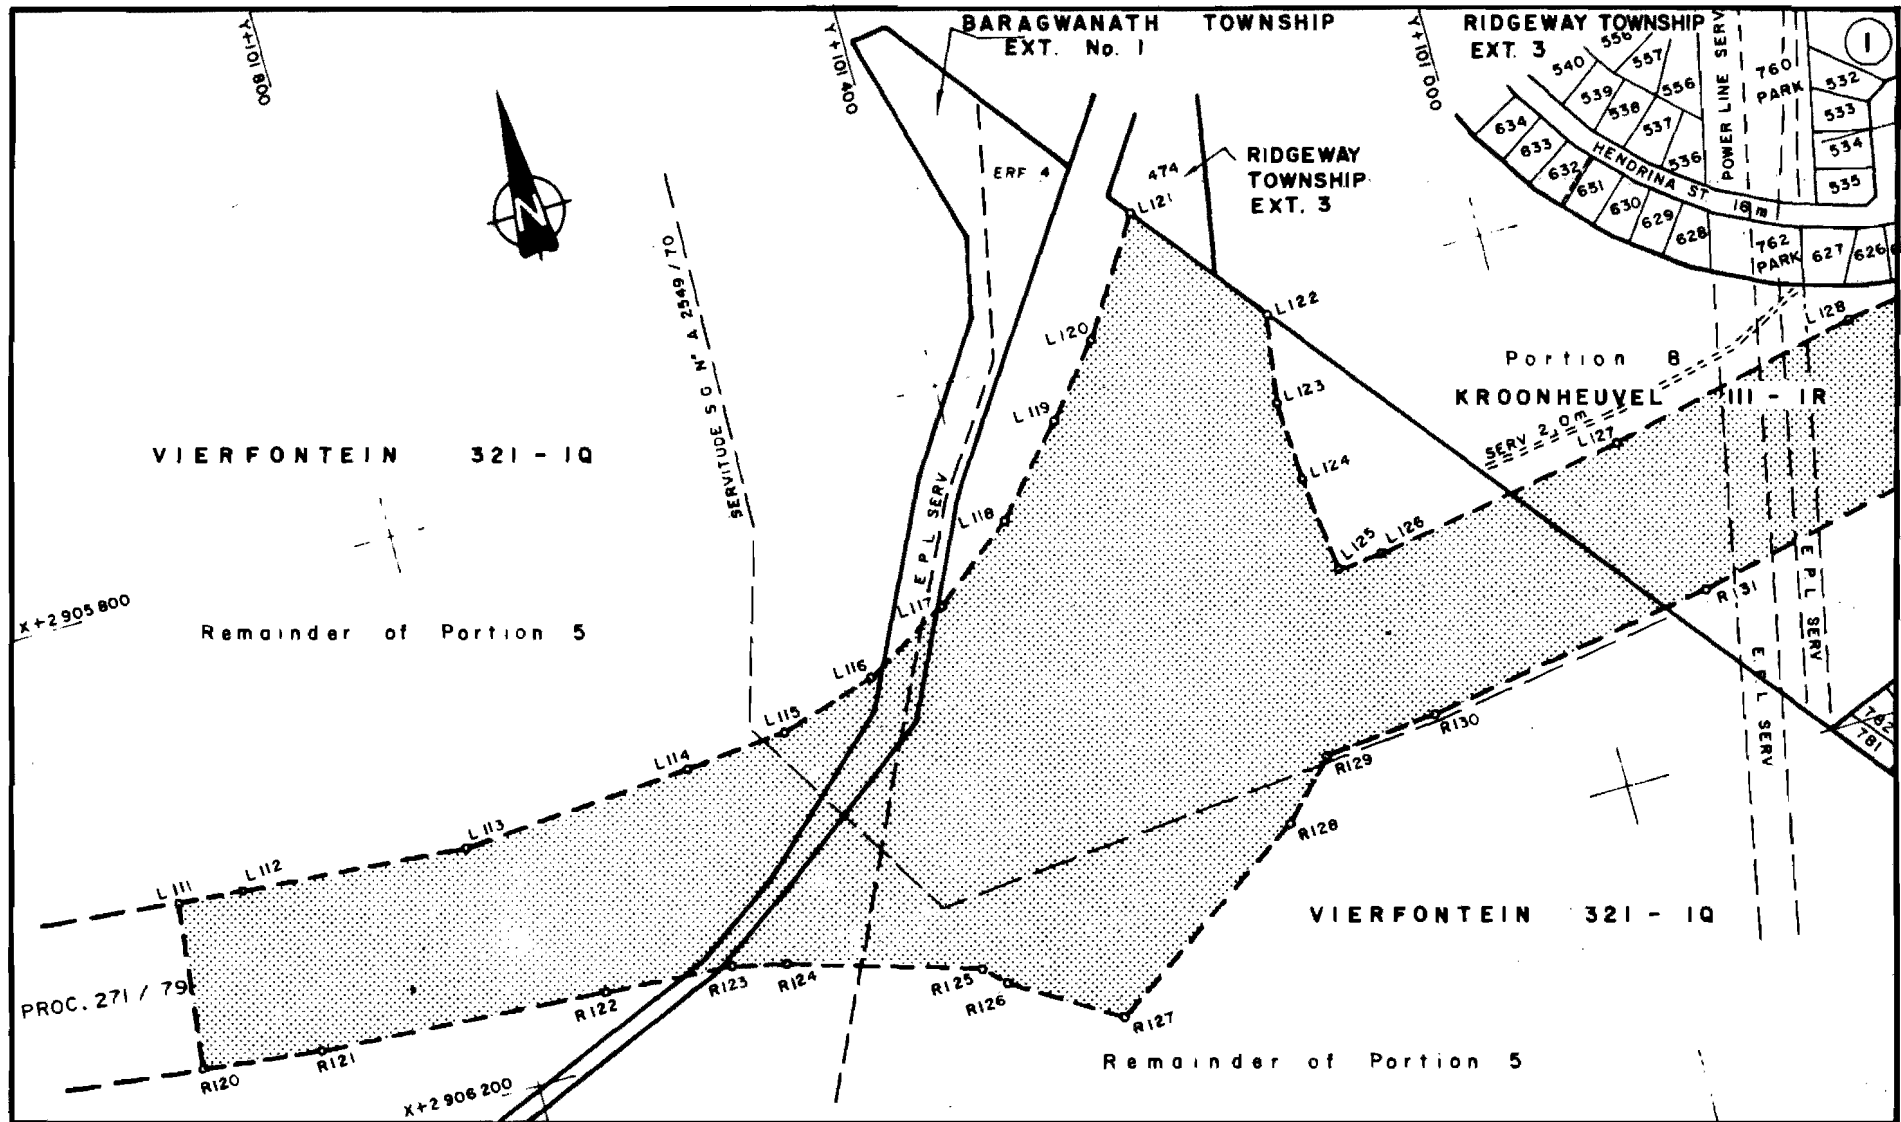 BARAGWANATH TOWNSHIP
EXT. No. 1
RIDGEWAY TOWNSHIP
EXT. 3
1
Y+101 800
Y+101 400
Y+101 000
556
557
540
539
538
556
537
536
760
PARK
532
533
534
535
POWER LINE SERV
634
633
632
631
630
629
628
HENDRINA ST. 16m
762
PARK
627
626
ERF 4
474
RIDGEWAY
TOWNSHIP
EXT. 3
N
SERVITUDE S G No A 2549/70
L121
L122
L120
L119
L123
L124
L128
Portion 8
KROONHEUVEL 111 - IR
SERV 2,0m
L127
VIERFONTEIN 321 - IQ
E P L SERV
L118
L125
L126
L117
X+2 905 800
Remainder of Portion 5
R131
E P L SERV
E P L SERV
L116
L115
L114
R130
R129
782
781
L113
R128
L112
L111
VIERFONTEIN 321 - IQ
PROC. 271 / 79
R123
R124
R125
R126
R122
R127
R121
R120
Remainder of Portion 5
X+2 906 200